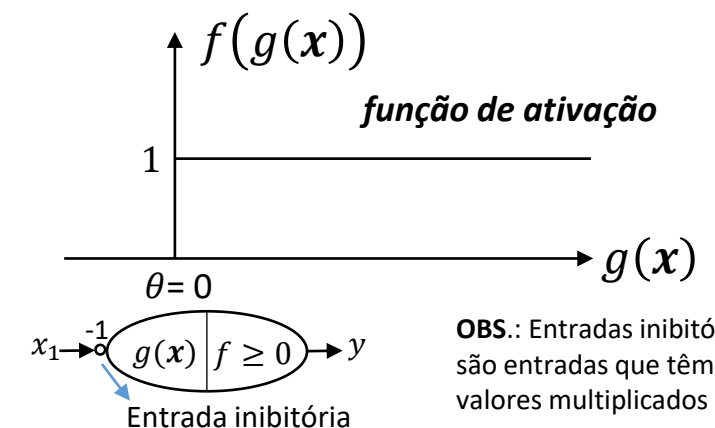 f(g(𝒙))
função de ativação
1
g(𝒙)
θ= 0
-1
x₁ g(𝒙) f ≥ 0 y
Entrada inibitória
OBS.: Entradas inibitó
são entradas que têm
valores multiplicados